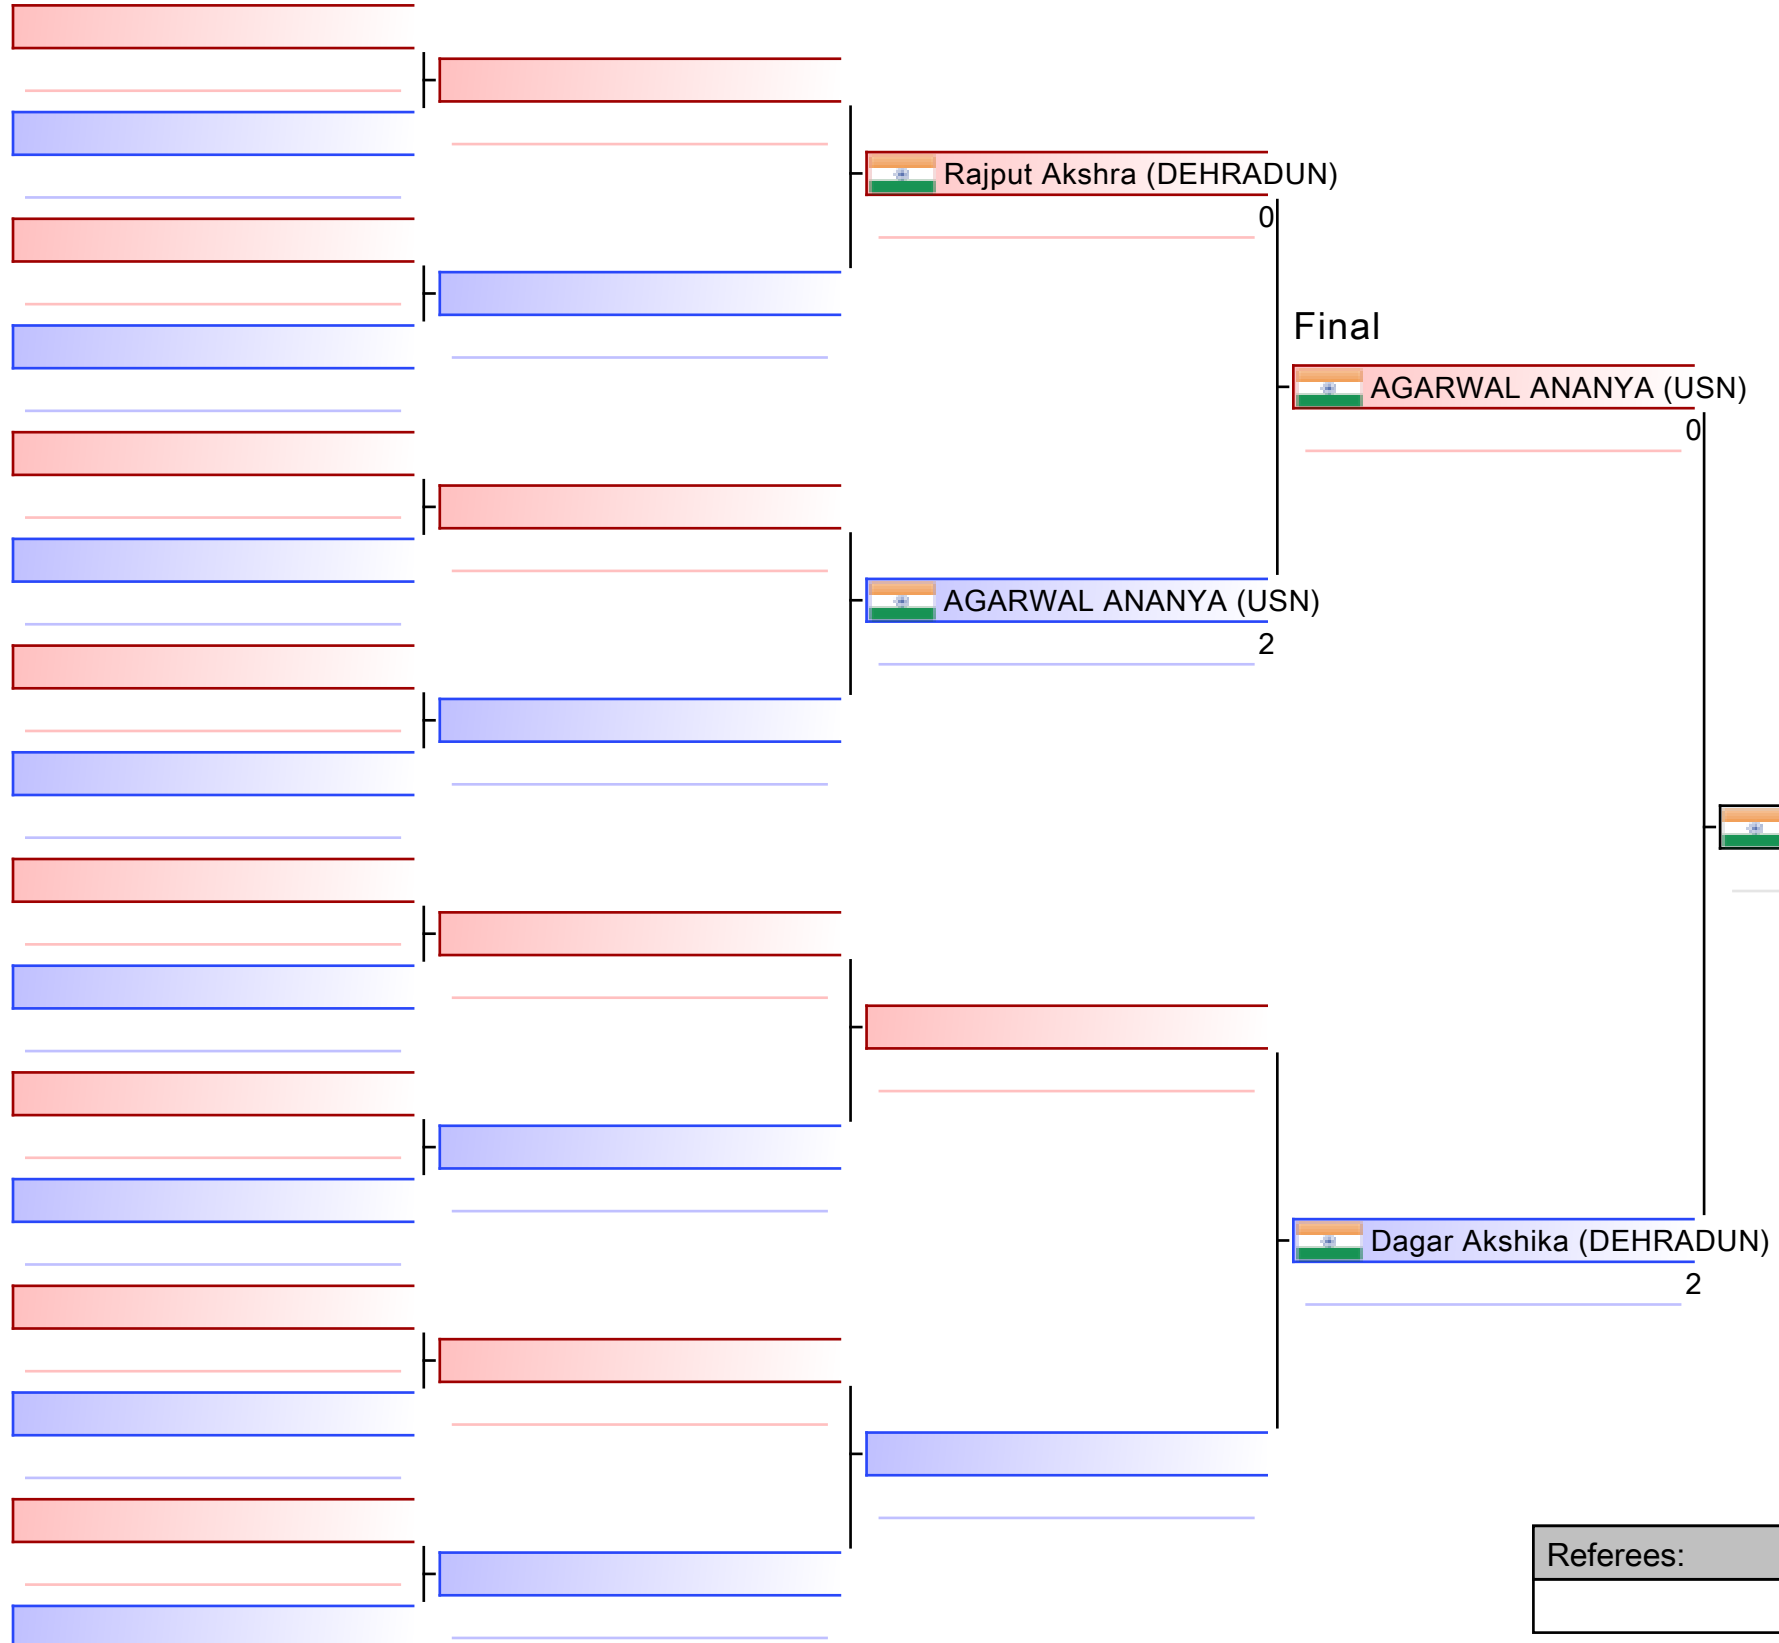 Rajput Akshra (DEHRADUN)
0
Final
AGARWAL ANANYA (USN)
0
AGARWAL ANANYA (USN)
2
Dagar Akshika (DEHRADUN)
2
Referees: